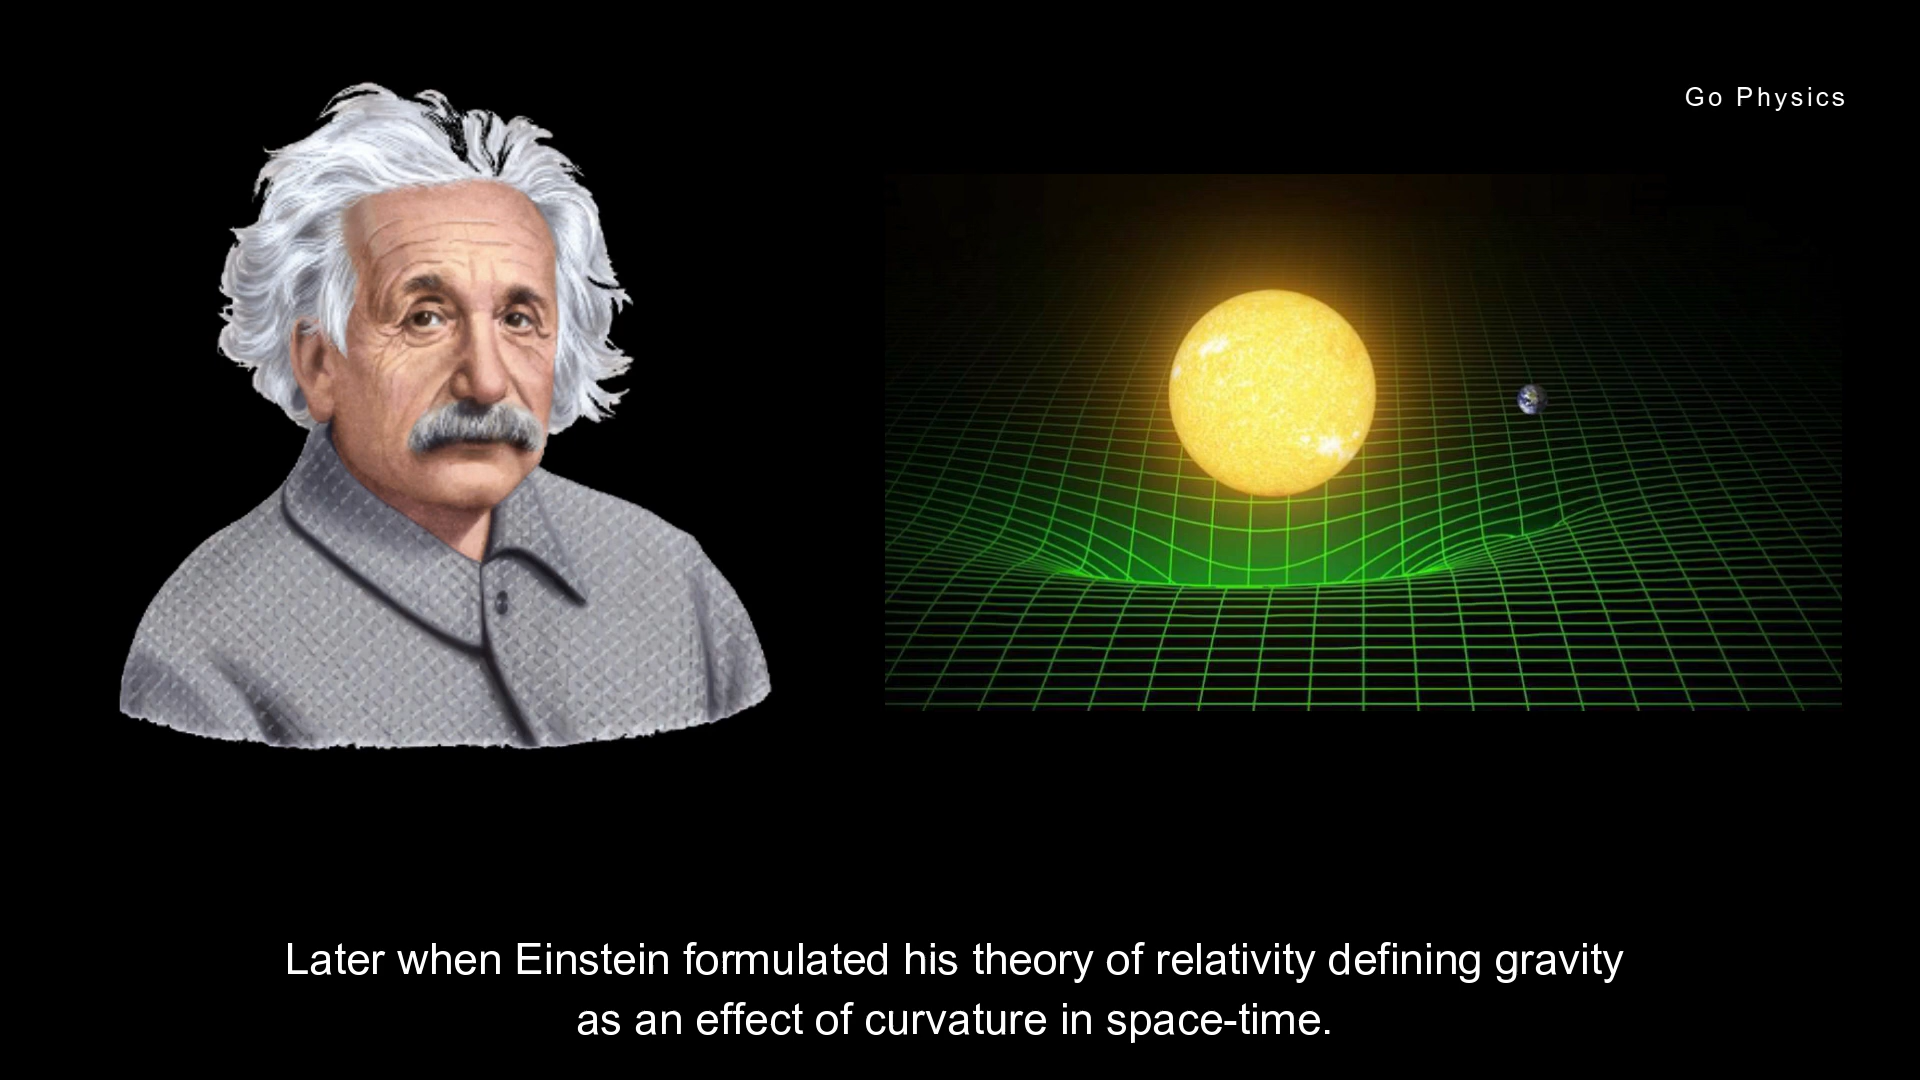 Go Physics
Later when Einstein formulated his theory of relativity defining gravity
as an effect of curvature in space-time.